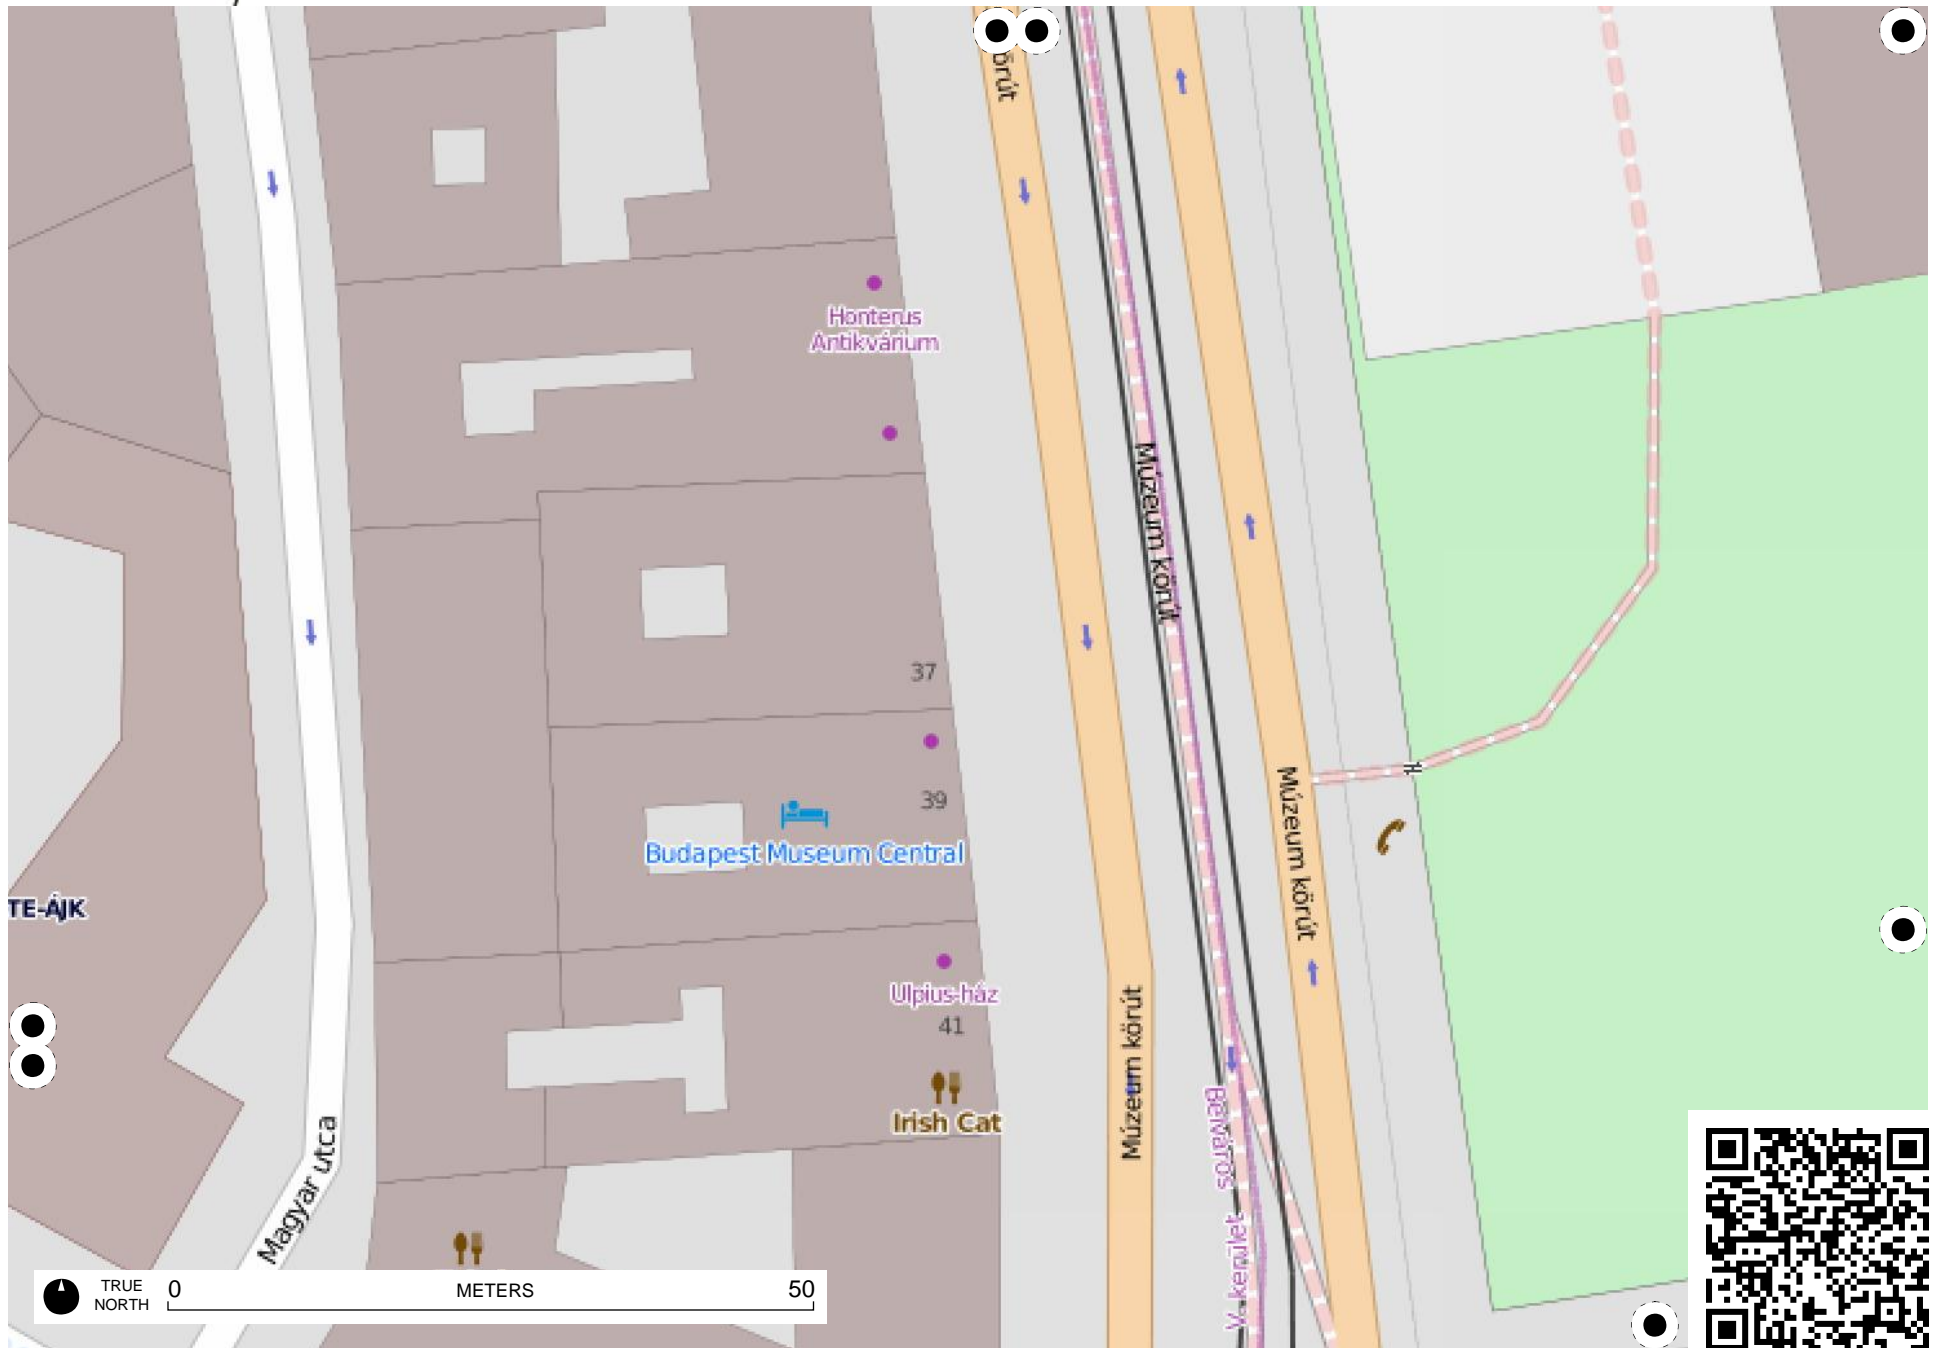 körút
Honterus
Antikvárium
Múzeum körút
37
39
Budapest Museum Central
Múzeum körút
TE-ÁJK
Ulpius-ház
41
Múzeum körút
Irish Cat
Belváros
V. kerület
Magyar utca
TRUE
NORTH
0
METERS
50